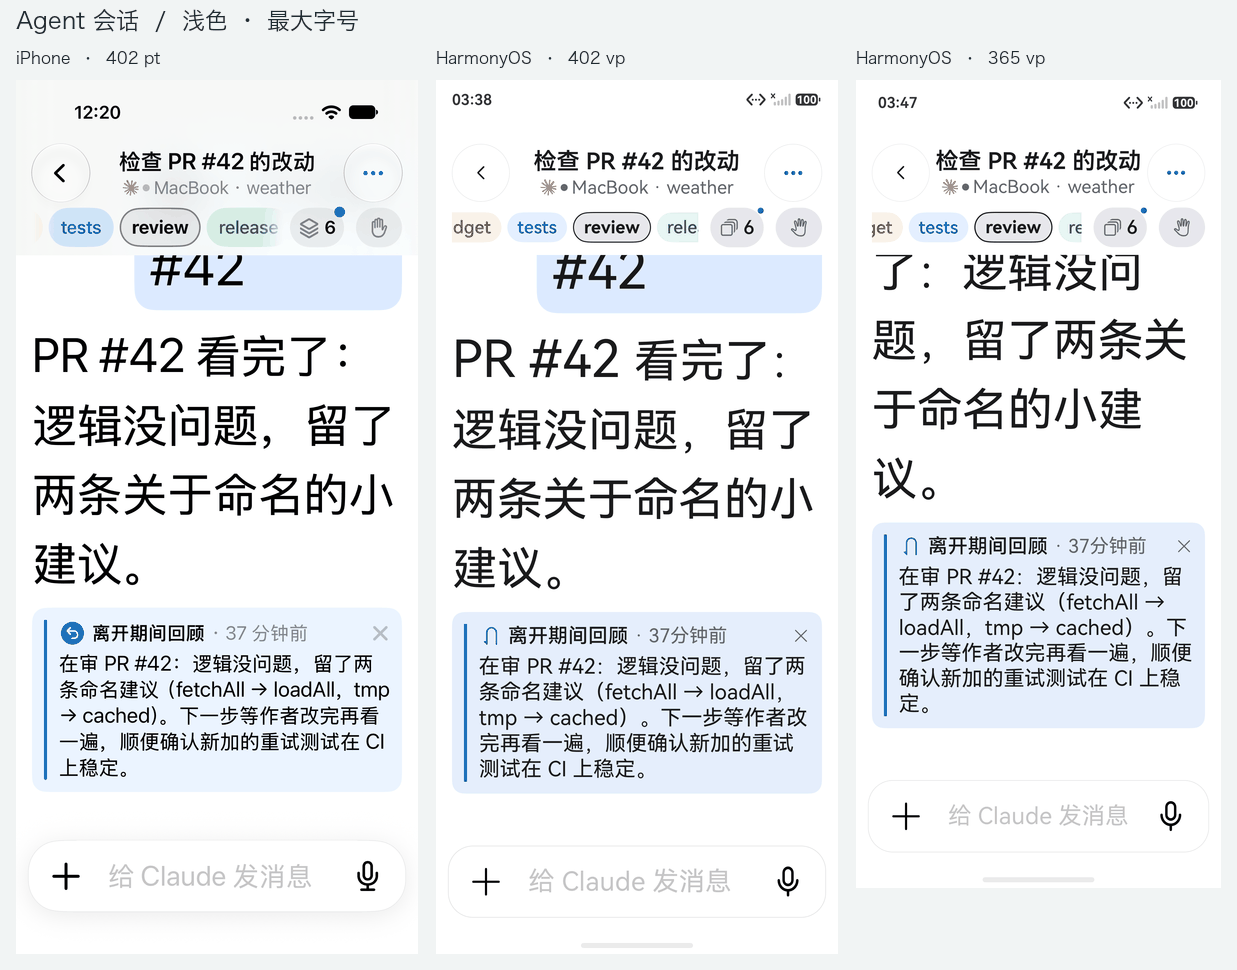 Agent 会话 / 浅色 · 最大字号
iPhone · 402 pt
12:20
检查 PR #42 的改动
MacBook · weather
tests
review
release
6
#42
PR #42 看完了：
逻辑没问题，留了
两条关于命名的小
建议。
离开期间回顾 · 37 分钟前
在审 PR #42：逻辑没问题，留了两
条命名建议（fetchAll → loadAll，tmp
→ cached）。下一步等作者改完再看
一遍，顺便确认新加的重试测试在 CI
上稳定。
给 Claude 发消息
HarmonyOS · 402 vp
03:38
100
检查 PR #42 的改动
MacBook · weather
dget
tests
review
rele
6
#42
PR #42 看完了：
逻辑没问题，留了
两条关于命名的小
建议。
离开期间回顾 · 37分钟前
在审 PR #42：逻辑没问题，留了两
条命名建议（fetchAll → loadAll，
tmp → cached）。下一步等作者改
完再看一遍，顺便确认新加的重试
测试在 CI 上稳定。
给 Claude 发消息
HarmonyOS · 365 vp
03:47
100
检查 PR #42 的改动
MacBook · weather
get
tests
review
re
6
了：逻辑没问
题，留了两条关
于命名的小建
议。
离开期间回顾 · 37分钟前
在审 PR #42：逻辑没问题，留
了两条命名建议（fetchAll →
loadAll，tmp → cached）。下
一步等作者改完再看一遍，顺便
确认新加的重试测试在 CI 上稳
定。
给 Claude 发消息